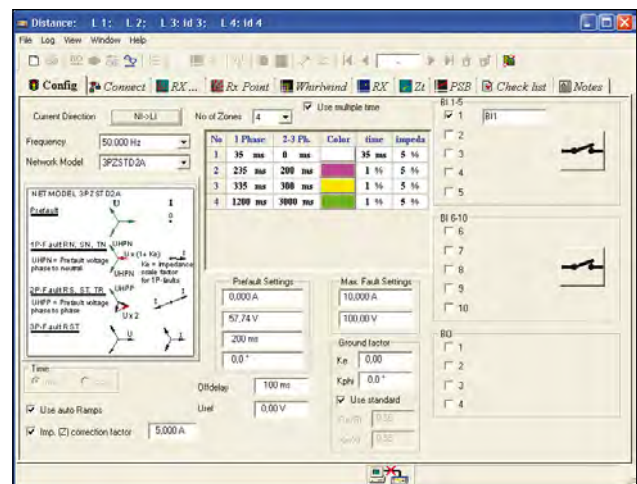 Distance: L 1; L 2; L 3: id 3; L 4: id 4
File Log View Window Help
Config Connect RX... Rx Point Whirlwind RX Zt PSB Check list Notes
Current Direction NI->LI No of Zones 4 Use multiple time
Frequency 50.000 Hz
Network Model 3PZSTD2A
No 1 Phase 2-3 Ph. Color time impeda
1 35 ms 0 ms 35 ms 5 %
2 235 ms 200 ms 1 % 5 %
3 335 ms 300 ms 1 % 5 %
4 1200 ms 3000 ms 1 % 5 %
NET MODEL 3PZSTD2A
U I
Prefault
0
1P-Fault RN, SN, TN UHPN
U x (1+ Ke)
UHPN = Prefault voltage phase to neutral
Ke = impedance scale factor for 1P-faults
UHPN
2P-Fault RS, ST, TR UHPP
UHPP = Prefault voltage phase to phase
I
U x 2
3P-Fault RST U I
Prefault Settings
0,000 A
57,74 V
200 ms
0,0 °
Max. Fault Settings
10,000 A
100,00 V
Ground factor
Ke 0,00
Kphi 0,0 °
Use standard
Time
Offdelay 100 ms
Uref 0,00 V
Use auto Ramps
Imp. (Z) correction factor 5,000 A
BI 1-5
1 BI1
2
3
4
5
BI 6-10
6
7
8
9
10
BO
1
2
3
4